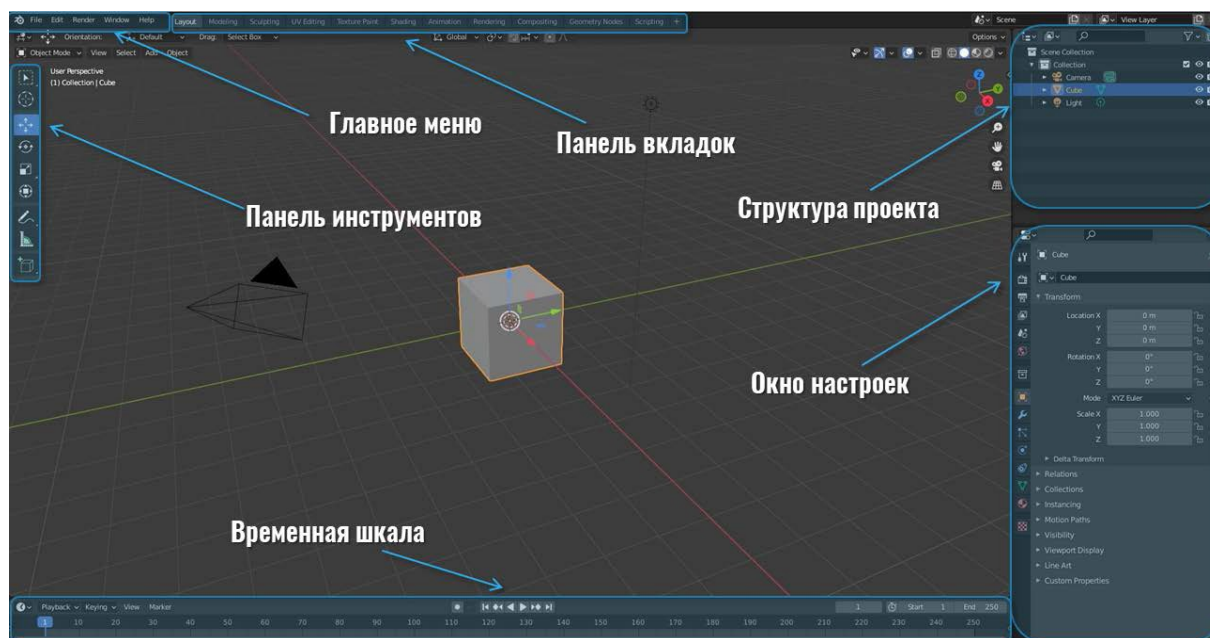 File Edit Render Window Help Layout Modeling Sculpting UV Editing Texture Paint Shading Animation Rendering Compositing Geometry Nodes Scripting + Scene View Layer
Orientation: Default Drag: Select Box Global Options
Object Mode View Select Add Object
User Perspective
(1) Collection | Cube
Scene Collection
Collection
Camera
Cube
Light
Z
Y
X
Главное меню
Панель вкладок
Панель инструментов
Структура проекта
Окно настроек
Временная шкала
Cube
Cube
Transform
Location X 0 m
Y 0 m
Z 0 m
Rotation X 0°
Y 0°
Z 0°
Mode XYZ Euler
Scale X 1.000
Y 1.000
Z 1.000
Delta Transform
Relations
Collections
Instancing
Motion Paths
Visibility
Viewport Display
Line Art
Custom Properties
Playback Keying View Marker 1 Start 1 End 250
1 10 20 30 40 50 60 70 80 90 100 110 120 130 140 150 160 170 180 190 200 210 220 230 240 250